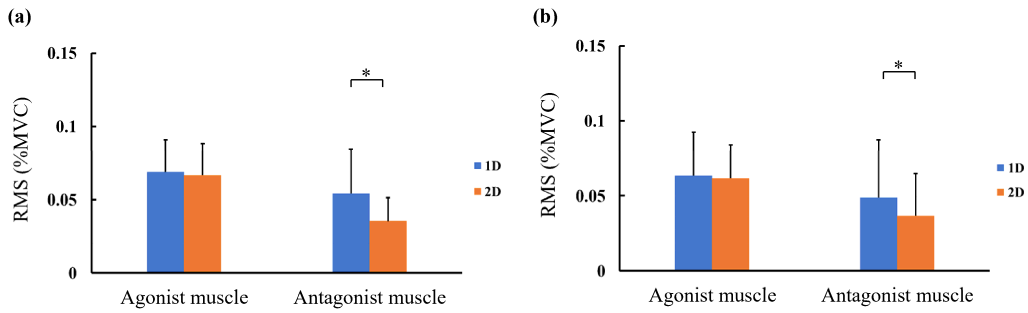 (a)
0.15
0.1
0.05
0
RMS (%MVC)
*
Agonist muscle
Antagonist muscle
1D
2D
(b)
0.15
0.1
0.05
0
RMS (%MVC)
*
Agonist muscle
Antagonist muscle
1D
2D